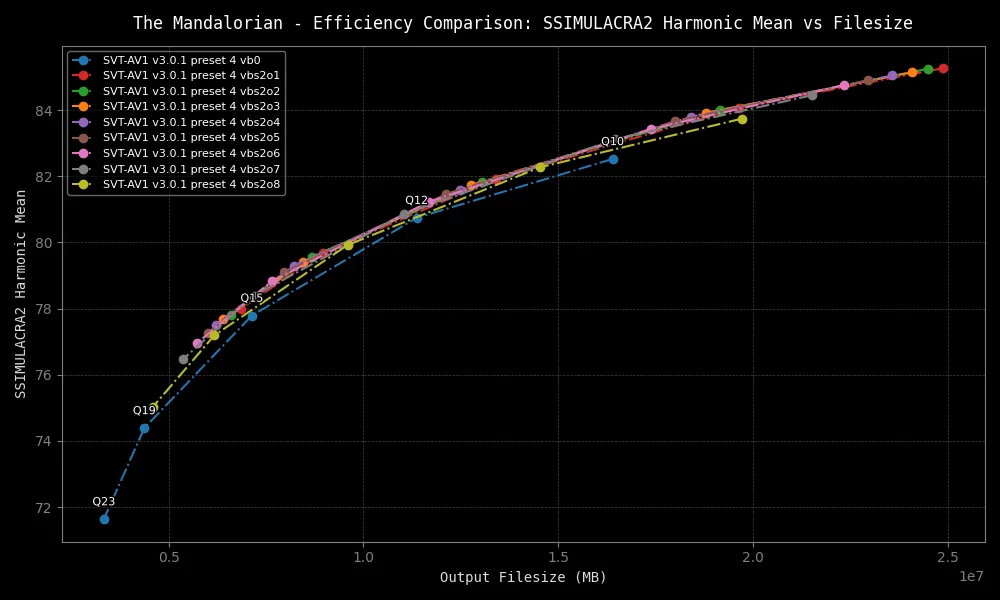 The Mandalorian - Efficiency Comparison: SSIMULACRA2 Harmonic Mean vs Filesize
SVT-AV1 v3.0.1 preset 4 vb0
SVT-AV1 v3.0.1 preset 4 vbs2o1
SVT-AV1 v3.0.1 preset 4 vbs2o2
SVT-AV1 v3.0.1 preset 4 vbs2o3
SVT-AV1 v3.0.1 preset 4 vbs2o4
SVT-AV1 v3.0.1 preset 4 vbs2o5
SVT-AV1 v3.0.1 preset 4 vbs2o6
SVT-AV1 v3.0.1 preset 4 vbs2o7
SVT-AV1 v3.0.1 preset 4 vbs2o8
SSIMULACRA2 Harmonic Mean
84
82
80
78
76
74
72
Q10
Q12
Q15
Q19
Q23
0.5
1.0
1.5
2.0
2.5
1e7
Output Filesize (MB)